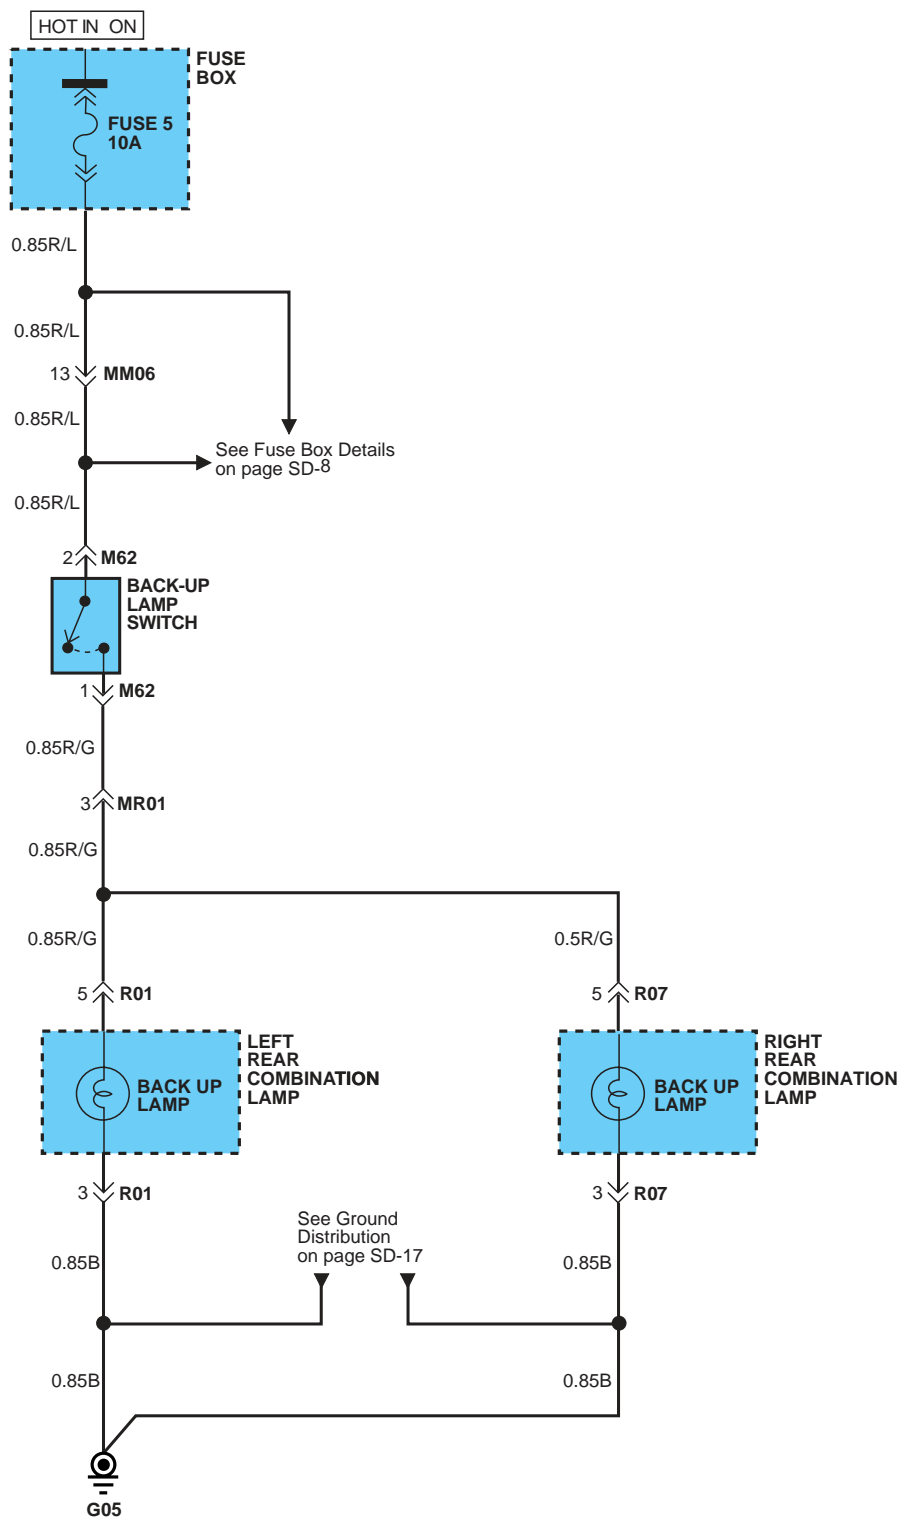 HOT IN ON
FUSE
BOX
FUSE 5
10A
0.85R/L
0.85R/L
13 MM06
0.85R/L
See Fuse Box Details
on page SD-8
0.85R/L
2 M62
BACK-UP
LAMP
SWITCH
1 M62
0.85R/G
3 MR01
0.85R/G
0.85R/G 0.5R/G
5 R01 5 R07
LEFT
REAR
COMBINATION
LAMP
BACK UP
LAMP
RIGHT
REAR
COMBINATION
LAMP
BACK UP
LAMP
3 R01 3 R07
See Ground
Distribution
on page SD-17
0.85B 0.85B
0.85B 0.85B
G05